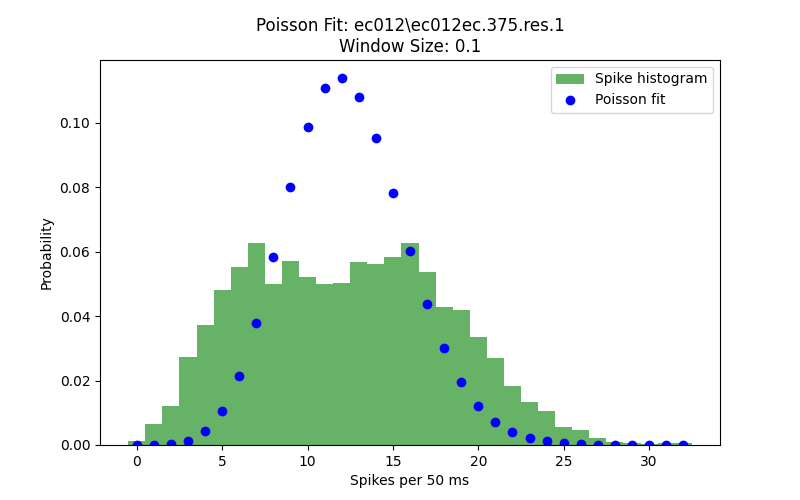 Poisson Fit: ec012\ec012ec.375.res.1
Window Size: 0.1
Spike histogram
Poisson fit
Probability
0.10
0.08
0.06
0.04
0.02
0.00
0 5 10 15 20 25 30
Spikes per 50 ms